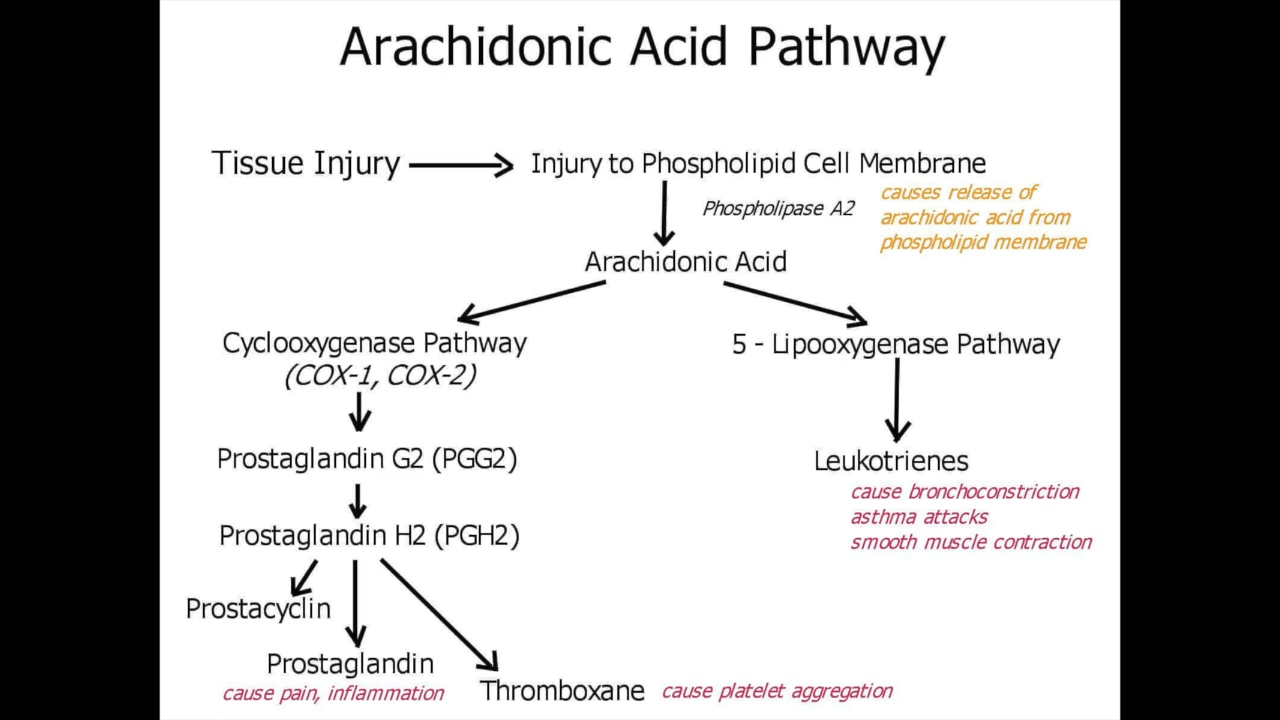 Arachidonic Acid Pathway
Tissue Injury
Injury to Phospholipid Cell Membrane
Phospholipase A2
causes release of
arachidonic acid from
phospholipid membrane
Arachidonic Acid
Cyclooxygenase Pathway
(COX-1, COX-2)
5 - Lipooxygenase Pathway
Prostaglandin G2 (PGG2)
Leukotrienes
cause bronchoconstriction
asthma attacks
smooth muscle contraction
Prostaglandin H2 (PGH2)
Prostacyclin
Prostaglandin
cause pain, inflammation
Thromboxane
cause platelet aggregation